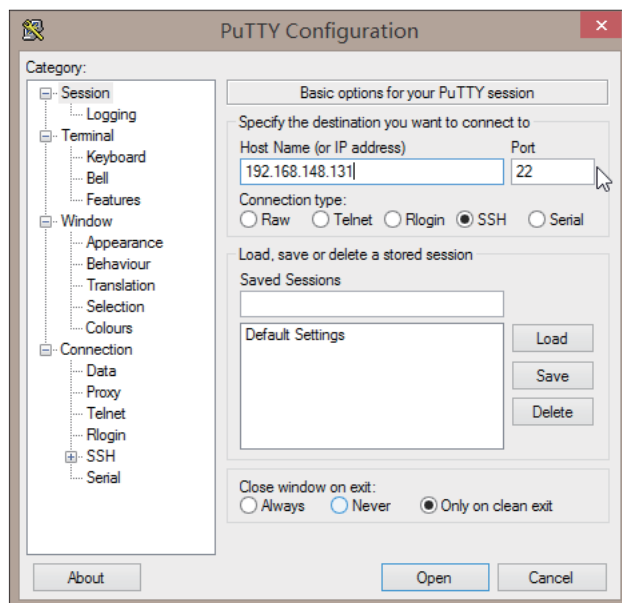 PuTTY Configuration
Category:
Session
Logging
Terminal
Keyboard
Bell
Features
Window
Appearance
Behaviour
Translation
Selection
Colours
Connection
Data
Proxy
Telnet
Rlogin
SSH
Serial
Basic options for your PuTTY session
Specify the destination you want to connect to
Host Name (or IP address) Port
192.168.148.131 22
Connection type:
Raw Telnet Rlogin SSH Serial
Load, save or delete a stored session
Saved Sessions
Default Settings
Load
Save
Delete
Close window on exit:
Always Never Only on clean exit
About Open Cancel